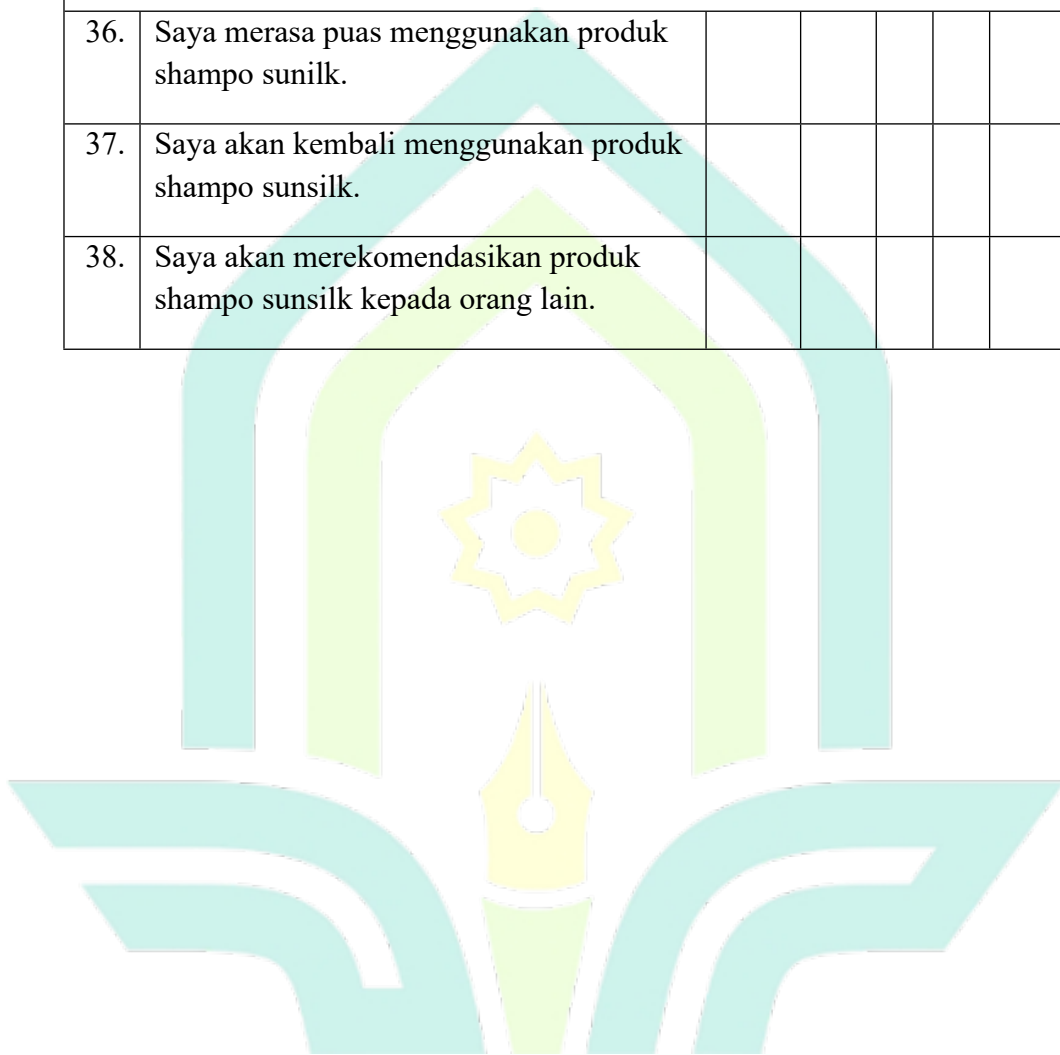 36. Saya merasa puas menggunakan produk
shampo sunilk.
37. Saya akan kembali menggunakan produk
shampo sunsilk.
38. Saya akan merekomendasikan produk
shampo sunsilk kepada orang lain.